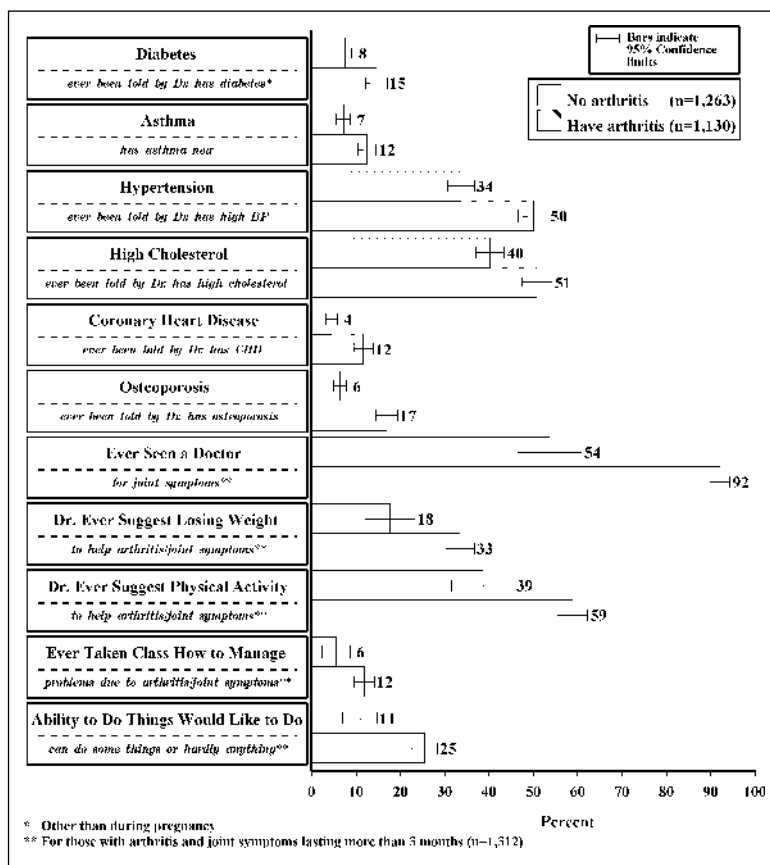 Bars indicate
95% Confidence
limits
No arthritis (n=1,263)
Have arthritis (n=1,130)
Diabetes
ever been told by Dr. has diabetes*
8
15
Asthma
has asthma now
7
12
Hypertension
ever been told by Dr. has high BP
34
50
High Cholesterol
ever been told by Dr. has high cholesterol
40
51
Coronary Heart Disease
ever been told by Dr. has CHD
4
12
Osteoporosis
ever been told by Dr. has osteoporosis
6
17
Ever Seen a Doctor
for joint symptoms**
54
92
Dr. Ever Suggest Losing Weight
to help arthritis/joint symptoms**
18
33
Dr. Ever Suggest Physical Activity
to help arthritis/joint symptoms**
39
59
Ever Taken Class How to Manage
problems due to arthritis/joint symptoms**
6
12
Ability to Do Things Would Like to Do
can do some things or hardly anything**
11
25
0 10 20 30 40 50 60 70 80 90 100
Percent
* Other than during pregnancy
** For those with arthritis and joint symptoms lasting more than 3 months (n=1,312)